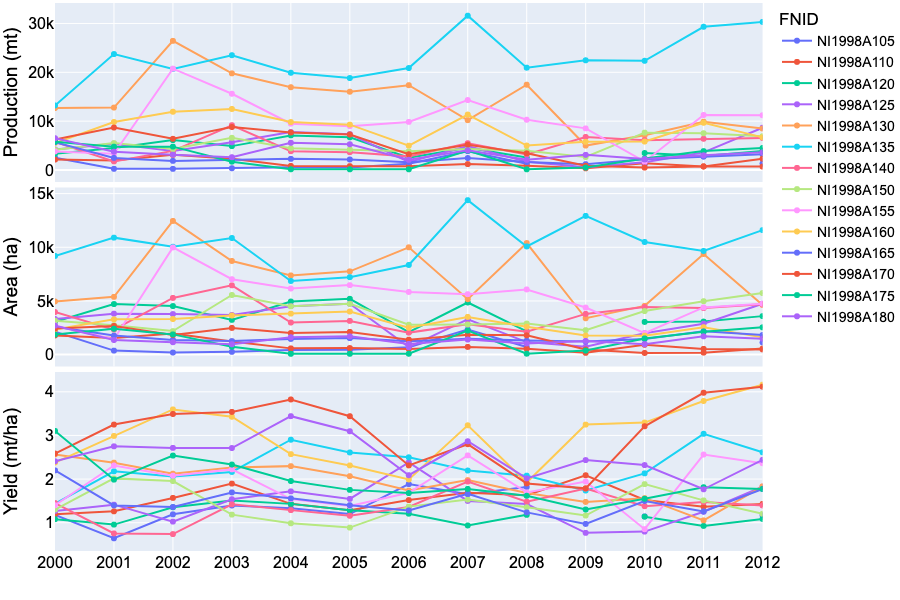 Production (mt)
30k
20k
10k
0
Area (ha)
15k
10k
5k
0
Yield (mt/ha)
4
3
2
1
2000 2001 2002 2003 2004 2005 2006 2007 2008 2009 2010 2011 2012
FNID
NI1998A105
NI1998A110
NI1998A120
NI1998A125
NI1998A130
NI1998A135
NI1998A140
NI1998A150
NI1998A155
NI1998A160
NI1998A165
NI1998A170
NI1998A175
NI1998A180